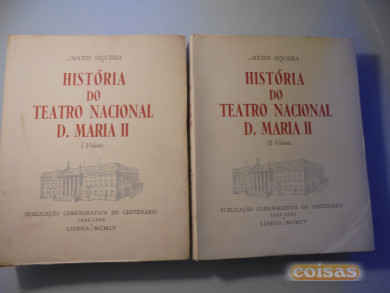 MATOS SEQUEIRA
HISTÓRIA
DO
TEATRO NACIONAL
D. MARIA II
I Volume
PUBLICAÇÃO COMEMORATIVA DO CENTENÁRIO
1846-1946
LISBOA MCMLV
MATOS SEQUEIRA
HISTÓRIA
DO
TEATRO NACIONAL
D. MARIA II
II Volume
PUBLICAÇÃO COMEMORATIVA DO CENTENÁRIO
1846-1946
LISBOA MCMLV
coisas